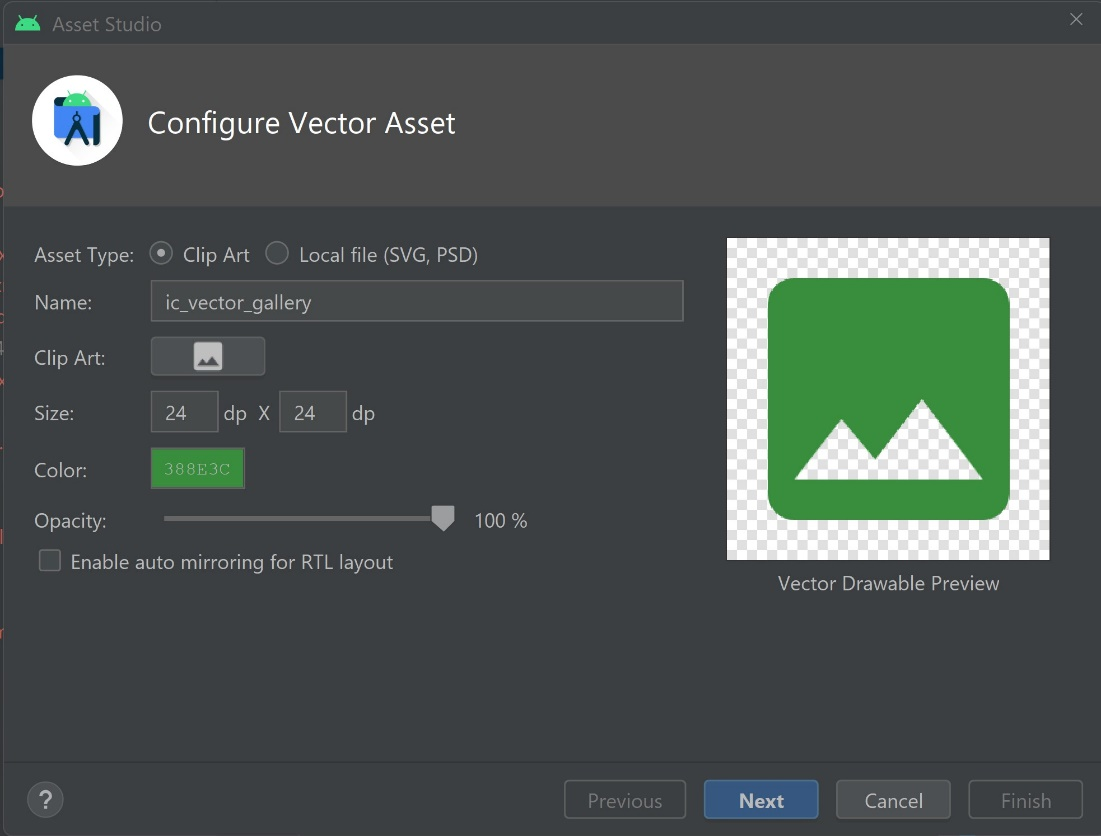 Asset Studio
Configure Vector Asset
Asset Type: Clip Art Local file (SVG, PSD)
Name: ic_vector_gallery
Clip Art:
Size: 24 dp X 24 dp
Color: 388E3C
Opacity: 100 %
Enable auto mirroring for RTL layout
Vector Drawable Preview
? Previous Next Cancel Finish